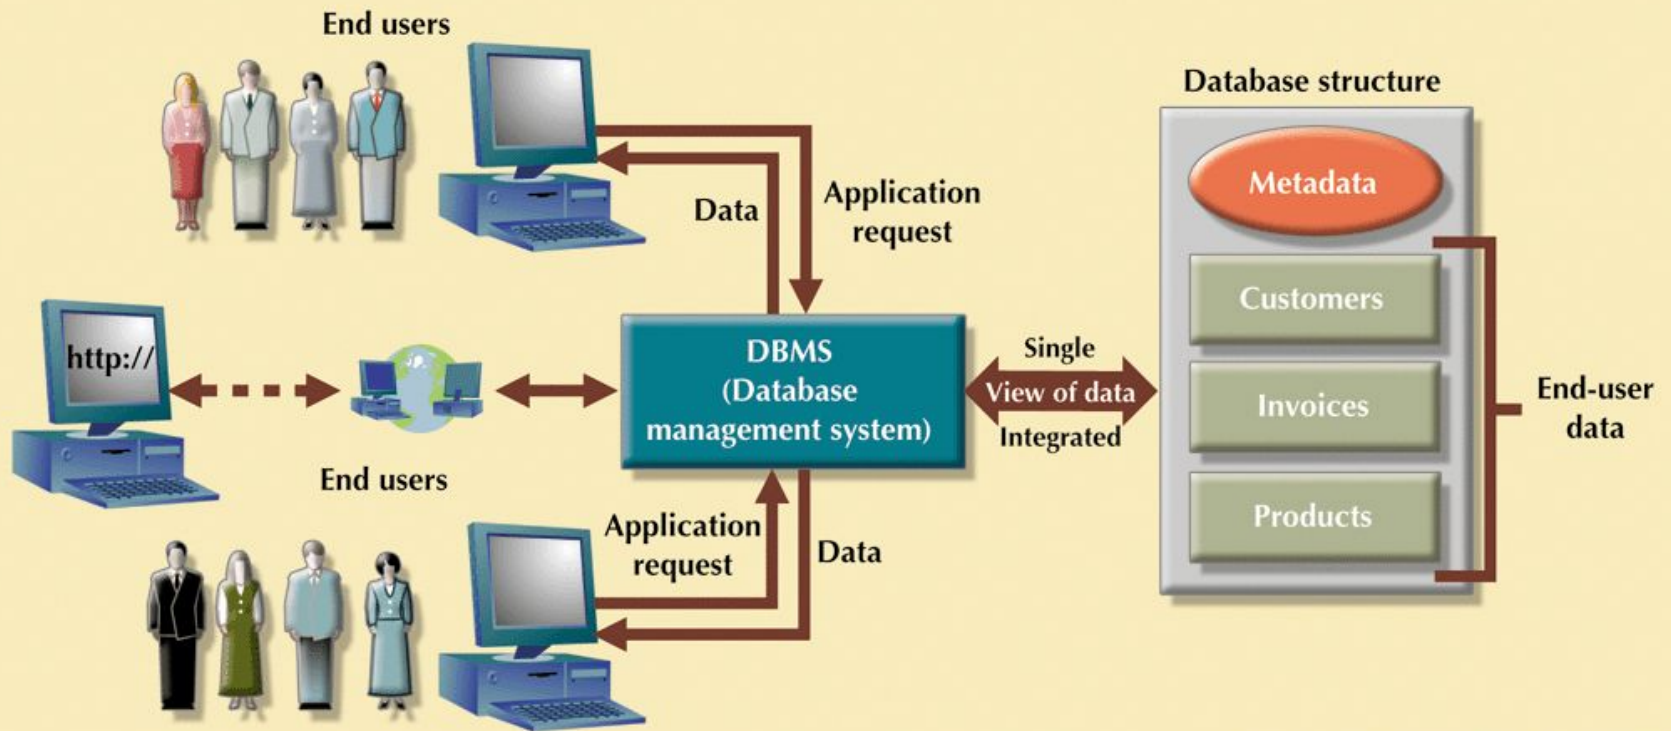 End users
Database structure
Metadata
Data
Application
request
Customers
http://
DBMS
(Database
management system)
Single
View of data
Integrated
Invoices
End-user
data
End users
Application
request
Data
Products